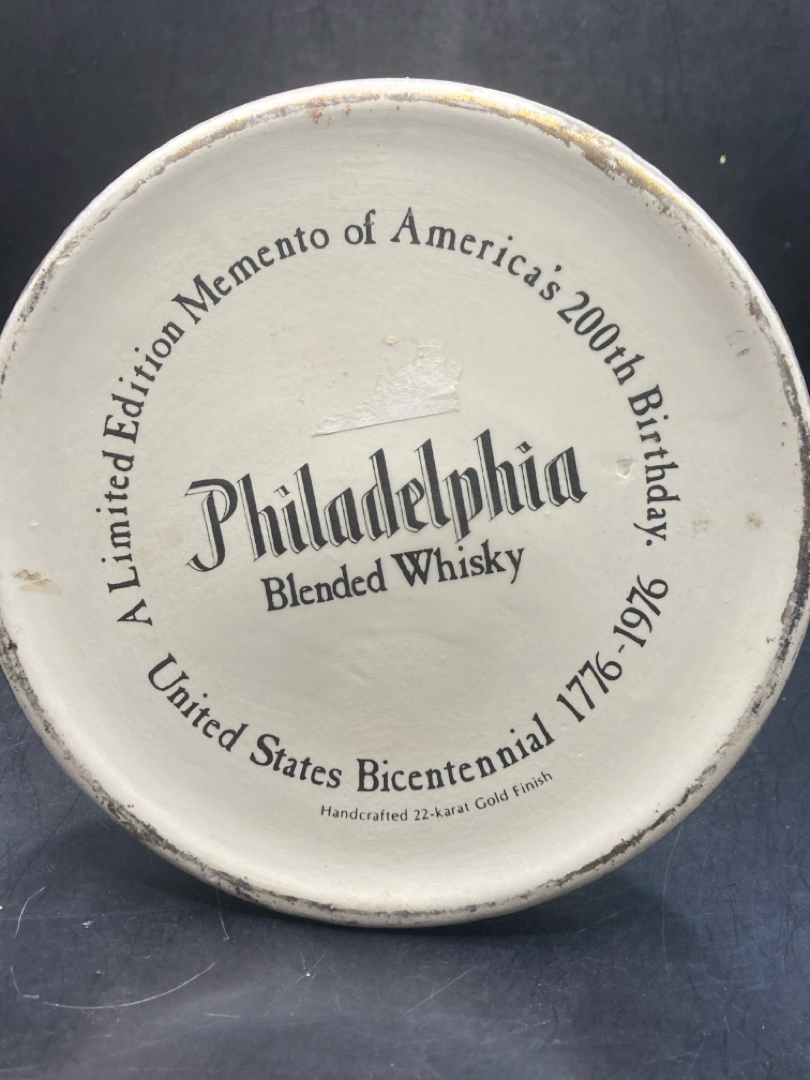 A Limited Edition Memento of America's 200th Birthday.
Philadelphia
Blended Whisky
United States Bicentennial 1776-1976
Handcrafted 22-karat Gold Finish